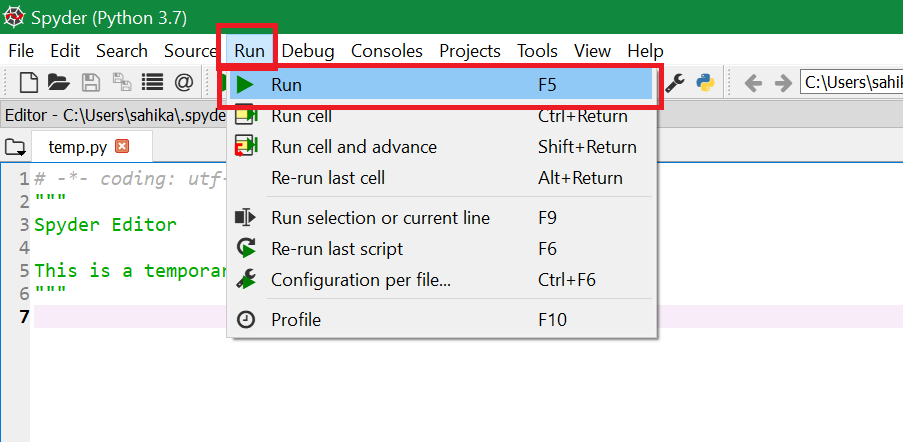 Spyder (Python 3.7)
File Edit Search Source Run Debug Consoles Projects Tools View Help
@ C:\Users\sahik
Editor - C:\Users\sahika\.spyde
temp.py
Run F5
Run cell Ctrl+Return
Run cell and advance Shift+Return
Re-run last cell Alt+Return
Run selection or current line F9
Re-run last script F6
Configuration per file... Ctrl+F6
Profile F10
1 # -*- coding: utf-
2 """
3 Spyder Editor
4
5 This is a temporar
6 """
7